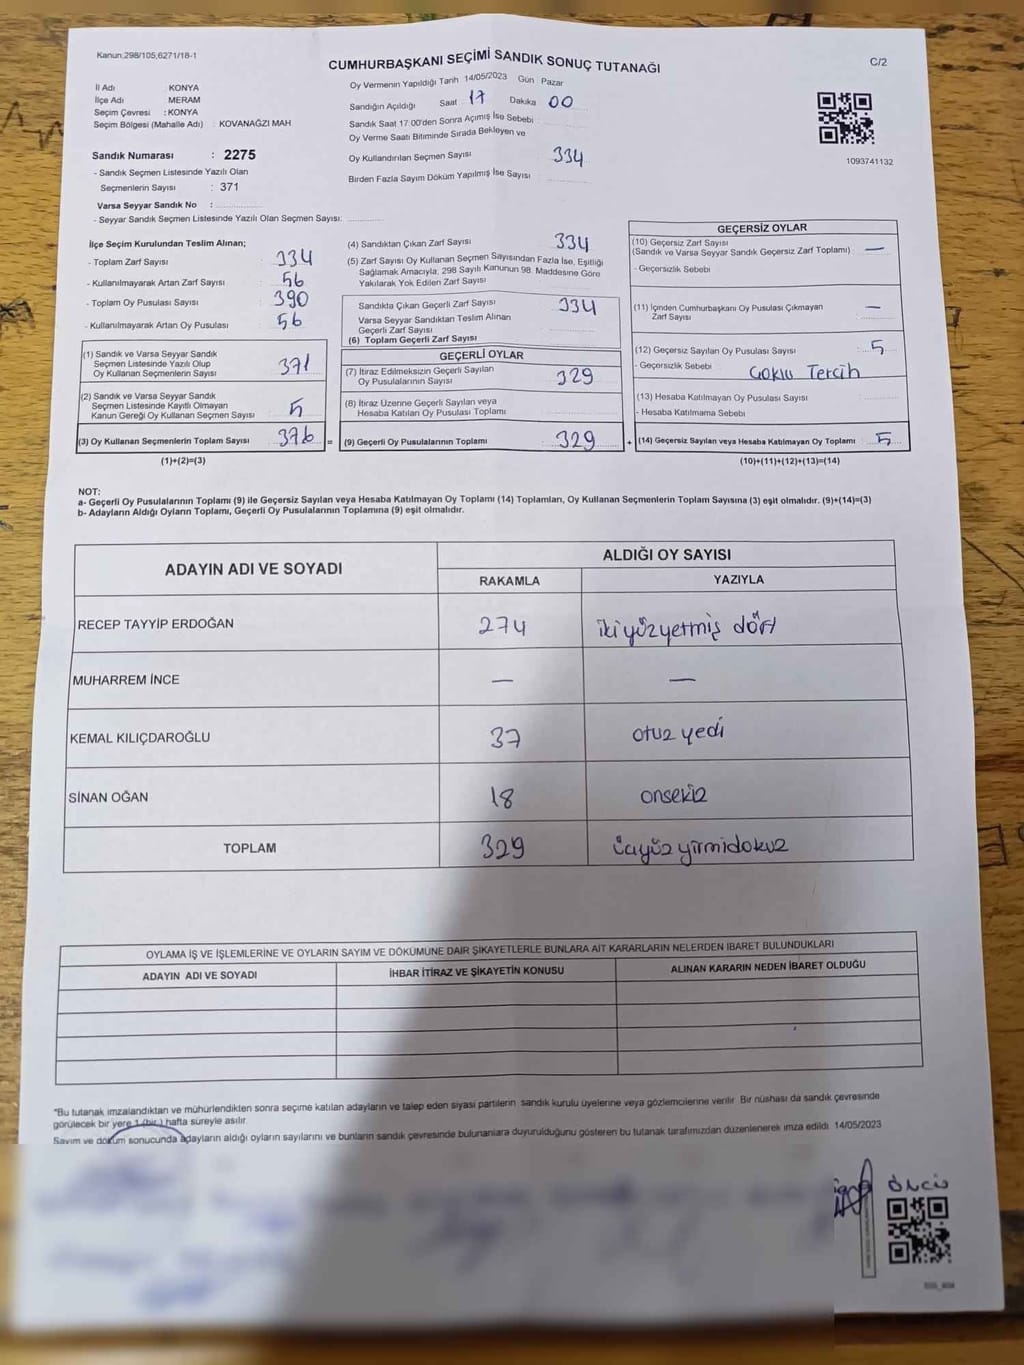 Kanun;298/105,6271/18-1
CUMHURBAŞKANI SEÇİMİ SANDIK SONUÇ TUTANAĞI
C/2
İl Adı : KONYA
İlçe Adı : MERAM
Seçim Çevresi : KONYA
Seçim Bölgesi (Mahalle Adı) : KOVANAĞZI MAH
Sandık Numarası : 2275
- Sandık Seçmen Listesinde Yazılı Olan
Seçmenlerin Sayısı : 371
Varsa Seyyar Sandık No :
- Seyyar Sandık Seçmen Listesinde Yazılı Olan Seçmen Sayısı:
Oy Vermenin Yapıldığı Tarih 14/05/2023 Gün Pazar
Sandığın Açıldığı Saat 17 Dakika 00
Sandık Saat 17:00'den Sonra Açımış İse Sebebi :
Oy Verme Saati Bitiminde Sırada Bekleyen ve
Oy Kullandırılan Seçmen Sayısı 334
Birden Fazla Sayım Döküm Yapılmış İse Sayısı
1093741132
İlçe Seçim Kurulundan Teslim Alınan;
- Toplam Zarf Sayısı : 334
- Kullanılmayarak Artan Zarf Sayısı : 56
- Toplam Oy Pusulası Sayısı : 390
- Kullanılmayarak Artan Oy Pusulası : 56
(1) Sandık ve Varsa Seyyar Sandık
Seçmen Listesinde Yazılı Olup
Oy Kullanan Seçmenlerin Sayısı 371
(2) Sandık ve Varsa Seyyar Sandık
Seçmen Listesinde Kayıtlı Olmayan
Kanun Gereği Oy Kullanan Seçmen Sayısı 5
(3) Oy Kullanan Seçmenlerin Toplam Sayısı 376 =
(1)+(2)=(3)
(4) Sandıktan Çıkan Zarf Sayısı 334
(5) Zarf Sayısı Oy Kullanan Seçmen Sayısından Fazla İse, Eşitliği
Sağlamak Amacıyla, 298 Sayılı Kanunun 98. Maddesine Göre
Yakılarak Yok Edilen Zarf Sayısı
Sandıkta Çıkan Geçerli Zarf Sayısı 334
Varsa Seyyar Sandıktan Teslim Alınan
Geçerli Zarf Sayısı
(6) Toplam Geçerli Zarf Sayısı
GEÇERLİ OYLAR
(7) İtiraz Edilmeksizin Geçerli Sayılan
Oy Pusulalarının Sayısı 329
(8) İtiraz Üzerine Geçerli Sayılan veya
Hesaba Katılan Oy Pusulası Toplamı
(9) Geçerli Oy Pusulalarının Toplamı 329 +
GEÇERSİZ OYLAR
(10) Geçersiz Zarf Sayısı
(Sandık ve Varsa Seyyar Sandık Geçersiz Zarf Toplamı) : —
- Geçersizlik Sebebi
(11) İçinden Cumhurbaşkanı Oy Pusulası Çıkmayan
Zarf Sayısı : —
(12) Geçersiz Sayılan Oy Pusulası Sayısı : 5
- Geçersizlik Sebebi : Çoklu Tercih
(13) Hesaba Katılmayan Oy Pusulası Sayısı
- Hesaba Katılmama Sebebi
(14) Geçersiz Sayılan veya Hesaba Katılmayan Oy Toplamı 5
(10)+(11)+(12)+(13)=(14)
NOT:
a- Geçerli Oy Pusulalarının Toplamı (9) ile Geçersiz Sayılan veya Hesaba Katılmayan Oy Toplamı (14) Toplamları, Oy Kullanan Seçmenlerin Toplam Sayısına (3) eşit olmalıdır. (9)+(14)=(3)
b- Adayların Aldığı Oyların Toplamı, Geçerli Oy Pusulalarının Toplamına (9) eşit olmalıdır.
ADAYIN ADI VE SOYADI
ALDIĞI OY SAYISI
RAKAMLA YAZIYLA
RECEP TAYYİP ERDOĞAN 274 ikiyüzyetmiş dört
MUHARREM İNCE — —
KEMAL KILIÇDAROĞLU 37 otuz yedi
SİNAN OĞAN 18 onsekiz
TOPLAM 329 üçyüz yirmidokuz
OYLAMA İŞ VE İŞLEMLERİNE VE OYLARIN SAYIM VE DÖKÜMÜNE DAİR ŞİKAYETLERLE BUNLARA AİT KARARLARIN NELERDEN İBARET BULUNDUKLARI
ADAYIN ADI VE SOYADI İHBAR İTİRAZ VE ŞİKAYETİN KONUSU ALINAN KARARIN NEDEN İBARET OLDUĞU
"Bu tutanak imzalandıktan ve mühürlendikten sonra seçime katılan adayların ve talep eden siyasi partilerin sandık kurulu üyelerine veya gözlemcilerine verilir. Bir nüshası da sandık çevresinde
görülecek bir yere 1 (bir ) hafta süreyle asılır.
Sayım ve döküm sonucunda adayların aldığı oyların sayılarını ve bunların sandık çevresinde bulunanlara duyurulduğunu gösteren bu tutanak tarafımızdan düzenlenerek imza edildi. 14/05/2023
ÖNCÜ